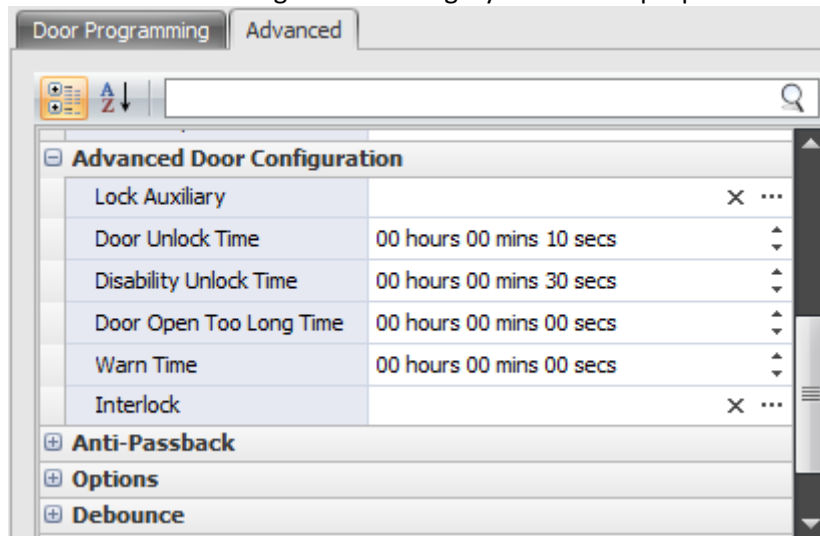 Door Programming Advanced
Advanced Door Configuration
Lock Auxiliary
Door Unlock Time 00 hours 00 mins 10 secs
Disability Unlock Time 00 hours 00 mins 30 secs
Door Open Too Long Time 00 hours 00 mins 00 secs
Warn Time 00 hours 00 mins 00 secs
Interlock
Anti-Passback
Options
Debounce